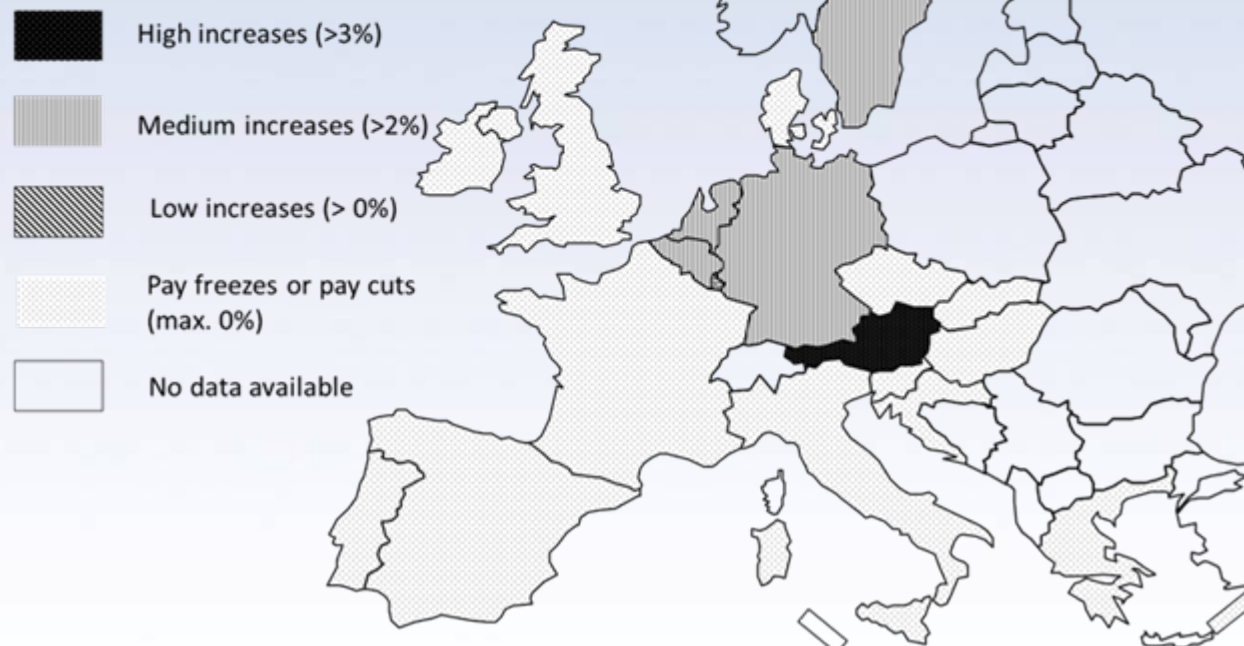 High increases (>3%)
Medium increases (>2%)
Low increases (> 0%)
Pay freezes or pay cuts
(max. 0%)
No data available